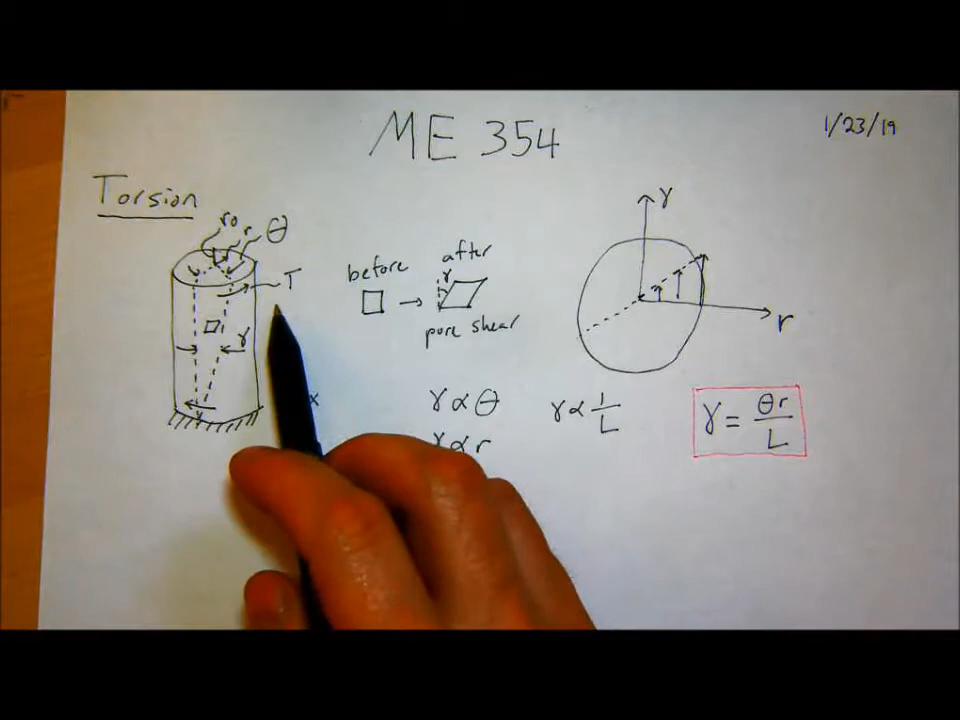 ME 354
1/23/19
Torsion
r₀
r
θ
T
γ
before
after
γ
pure shear
γ
r
x
γ ∝ θ
γ ∝ 1/L
γ = θr/L
γ ∝ r